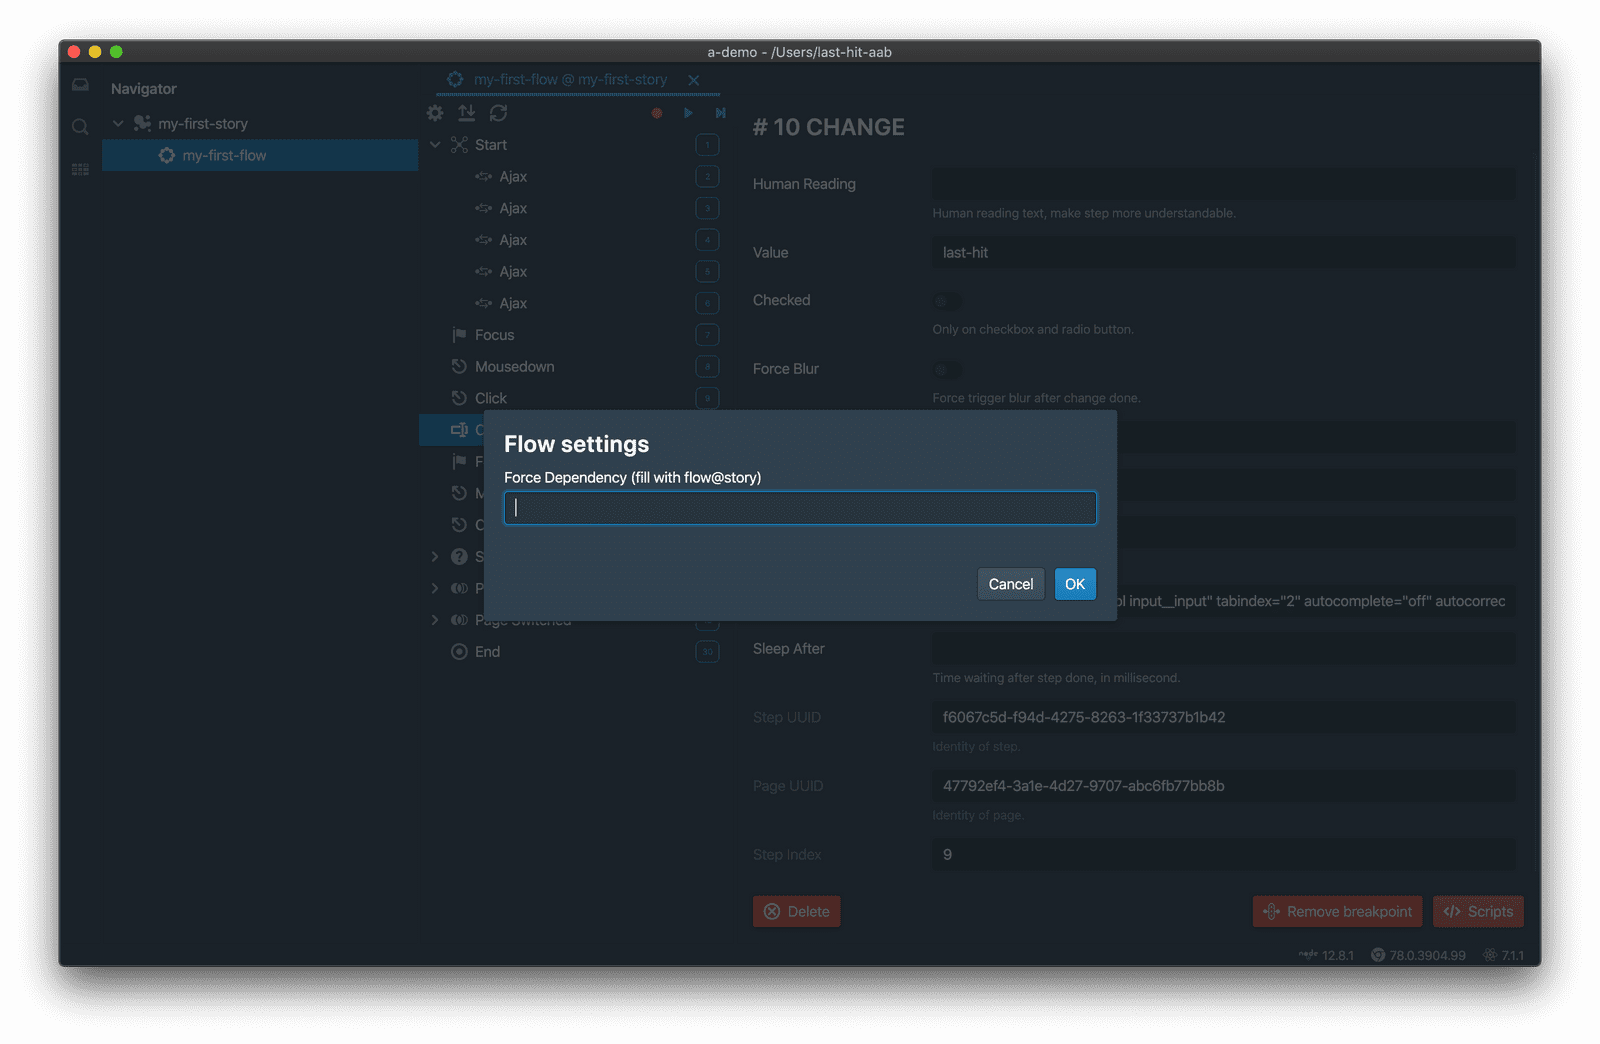 a-demo - /Users/last-hit-aab
Navigator
my-first-story
my-first-flow
my-first-flow @ my-first-story
Start
1
Ajax
2
Ajax
3
Ajax
4
Ajax
5
Ajax
6
Focus
7
Mousedown
8
Click
9
C
F
M
C
S
P
Page Switched
End
30
# 10 CHANGE
Human Reading
Human reading text, make step more understandable.
Value
last-hit
Checked
Only on checkbox and radio button.
Force Blur
Force trigger blur after change done.
Flow settings
Force Dependency (fill with flow@story)
Cancel
OK
input__input" tabindex="2" autocomplete="off" autocorrec
Sleep After
Time waiting after step done, in millisecond.
Step UUID
f6067c5d-f94d-4275-8263-1f33737b1b42
Identity of step.
Page UUID
47792ef4-3a1e-4d27-9707-abc6fb77bb8b
Identity of page.
Step Index
9
Delete
Remove breakpoint
</> Scripts
node 12.8.1
78.0.3904.99
7.1.1